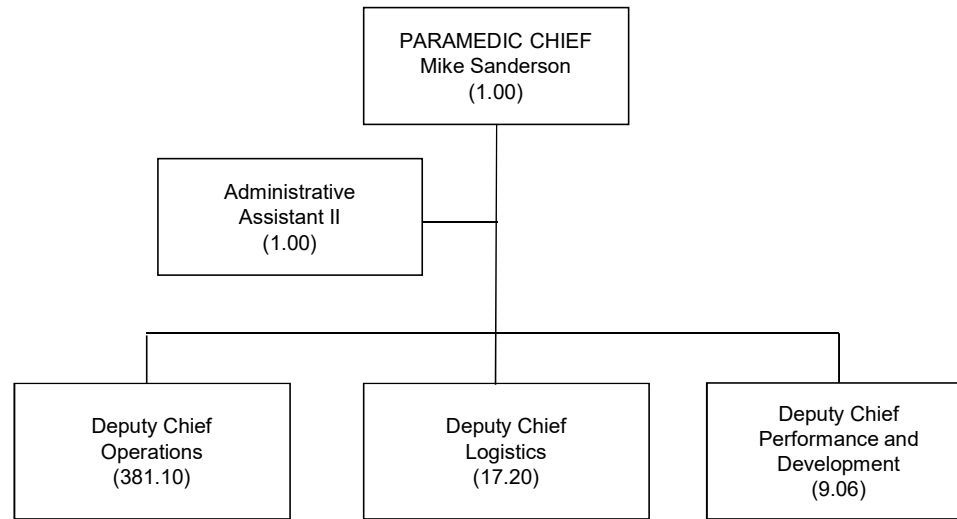 PARAMEDIC CHIEF
Mike Sanderson
(1.00)
Administrative
Assistant II
(1.00)
Deputy Chief
Operations
(381.10)
Deputy Chief
Logistics
(17.20)
Deputy Chief
Performance and
Development
(9.06)